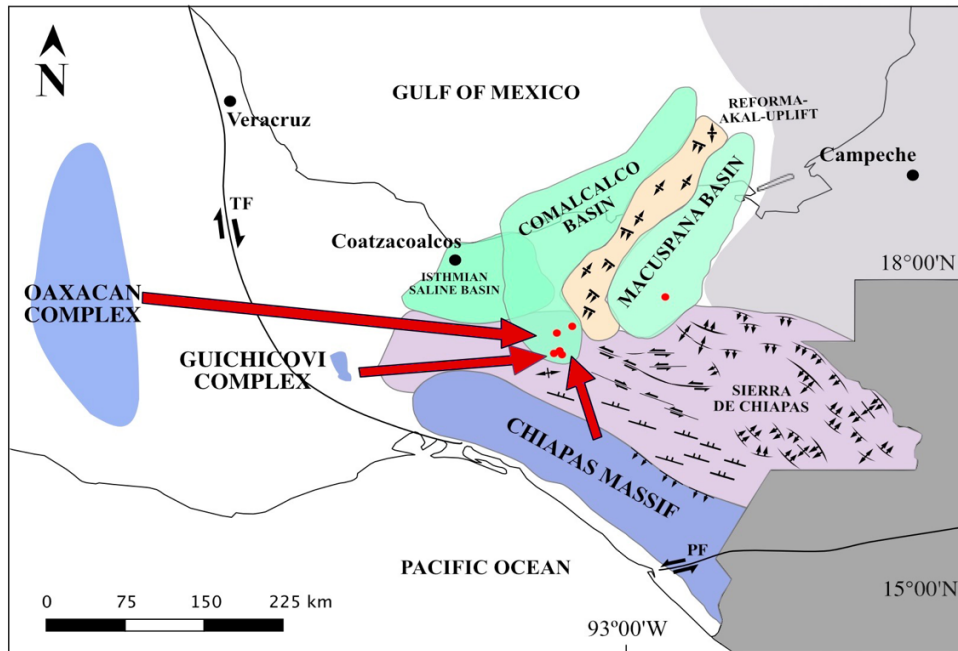 N
GULF OF MEXICO
REFORMA-
AKAL-UPLIFT
Veracruz
Campeche
TF
COMALCALCO
BASIN
MACUSPANA BASIN
Coatzacoalcos
ISTHMIAN
SALINE BASIN
18°00'N
OAXACAN
COMPLEX
GUICHICOVI
COMPLEX
SIERRA
DE CHIAPAS
CHIAPAS MASSIF
PF
PACIFIC OCEAN
15°00'N
0 75 150 225 km
93°00'W